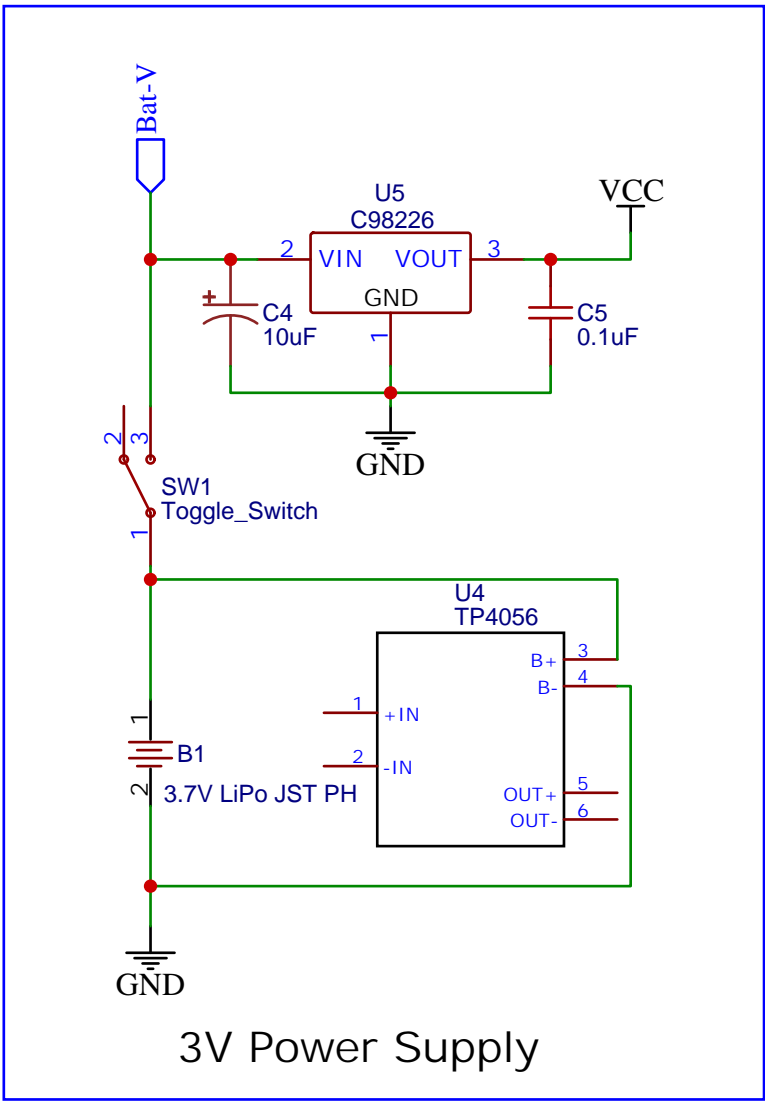 Bat-V
U5
C98226
VCC
2
VIN
VOUT
3
GND
1
+
C4
10uF
C5
0.1uF
GND
2
3
SW1
Toggle_Switch
1
U4
TP4056
B+
3
B-
4
1
+IN
2
-IN
OUT+
5
OUT-
6
1
B1
2
3.7V LiPo JST PH
GND
3V Power Supply